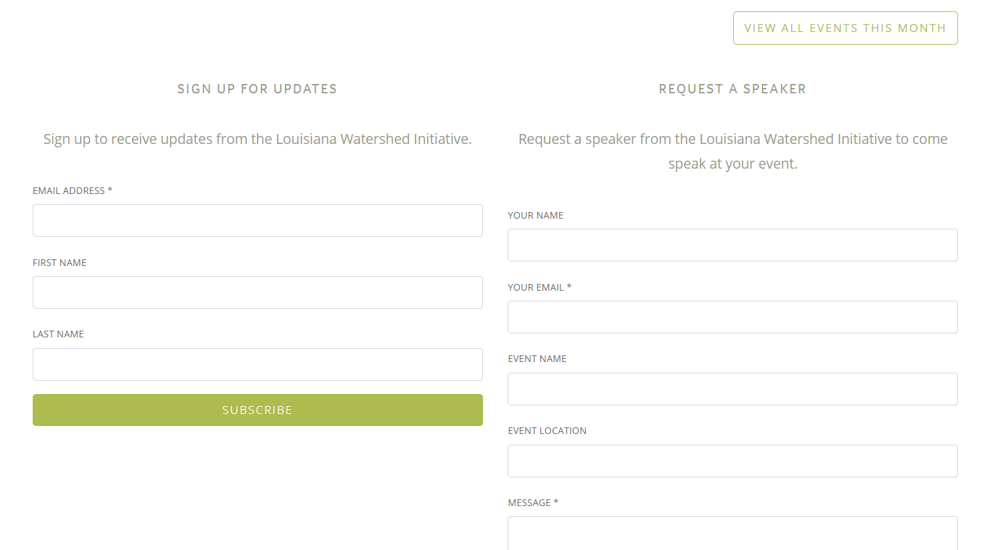 VIEW ALL EVENTS THIS MONTH
SIGN UP FOR UPDATES
Sign up to receive updates from the Louisiana Watershed Initiative.
EMAIL ADDRESS *
FIRST NAME
LAST NAME
SUBSCRIBE
REQUEST A SPEAKER
Request a speaker from the Louisiana Watershed Initiative to come
speak at your event.
YOUR NAME
YOUR EMAIL *
EVENT NAME
EVENT LOCATION
MESSAGE *